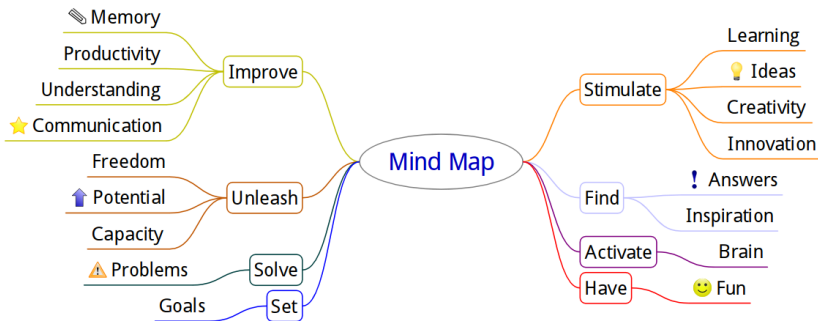 Mind Map
Improve
Memory
Productivity
Understanding
Communication
Unleash
Freedom
Potential
Capacity
Solve
Problems
Set
Goals
Stimulate
Learning
Ideas
Creativity
Innovation
Find
Answers
Inspiration
Activate
Brain
Have
Fun